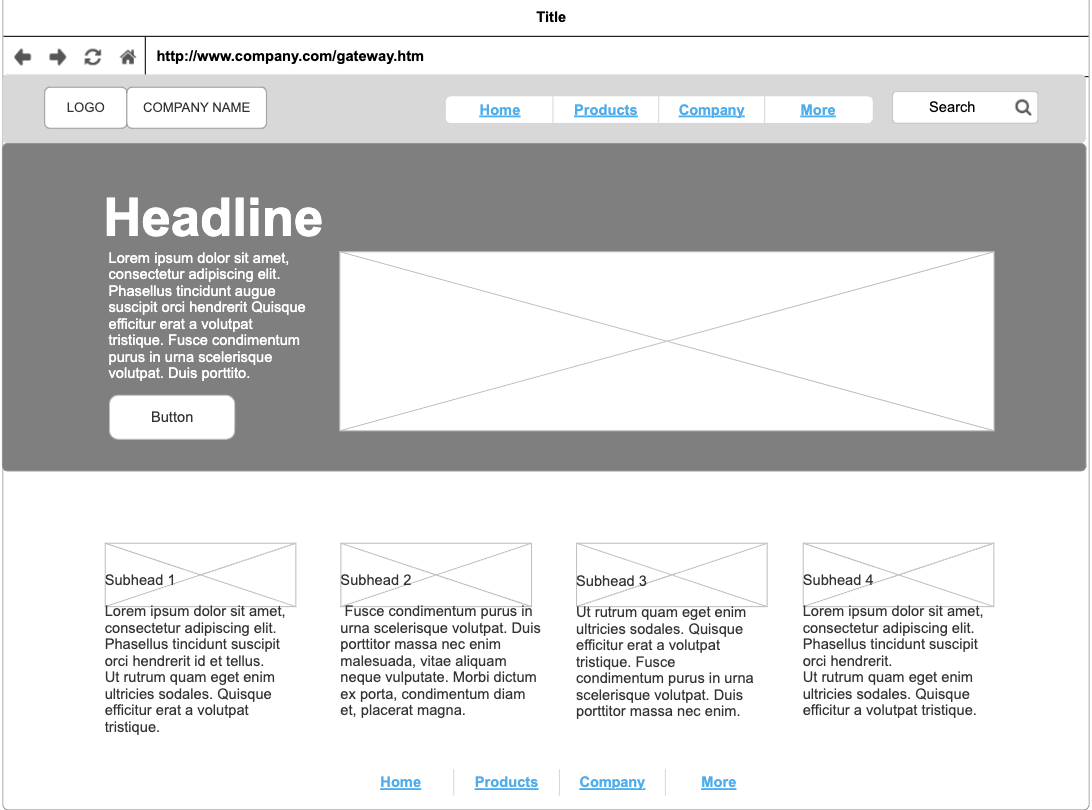 Title
http://www.company.com/gateway.htm
LOGO
COMPANY NAME
Home
Products
Company
More
Search
Headline
Lorem ipsum dolor sit amet,
consectetur adipiscing elit.
Phasellus tincidunt augue
suscipit orci hendrerit Quisque
efficitur erat a volutpat
tristique. Fusce condimentum
purus in urna scelerisque
volutpat. Duis porttito.
Button
Subhead 1
Lorem ipsum dolor sit amet,
consectetur adipiscing elit.
Phasellus tincidunt suscipit
orci hendrerit id et tellus.
Ut rutrum quam eget enim
ultricies sodales. Quisque
efficitur erat a volutpat
tristique.
Subhead 2
Fusce condimentum purus in
urna scelerisque volutpat. Duis
porttitor massa nec enim
malesuada, vitae aliquam
neque vulputate. Morbi dictum
ex porta, condimentum diam
et, placerat magna.
Subhead 3
Ut rutrum quam eget enim
ultricies sodales. Quisque
efficitur erat a volutpat
tristique. Fusce
condimentum purus in urna
scelerisque volutpat. Duis
porttitor massa nec enim.
Subhead 4
Lorem ipsum dolor sit amet,
consectetur adipiscing elit.
Phasellus tincidunt suscipit
orci hendrerit.
Ut rutrum quam eget enim
ultricies sodales. Quisque
efficitur a volutpat tristique.
Home
Products
Company
More